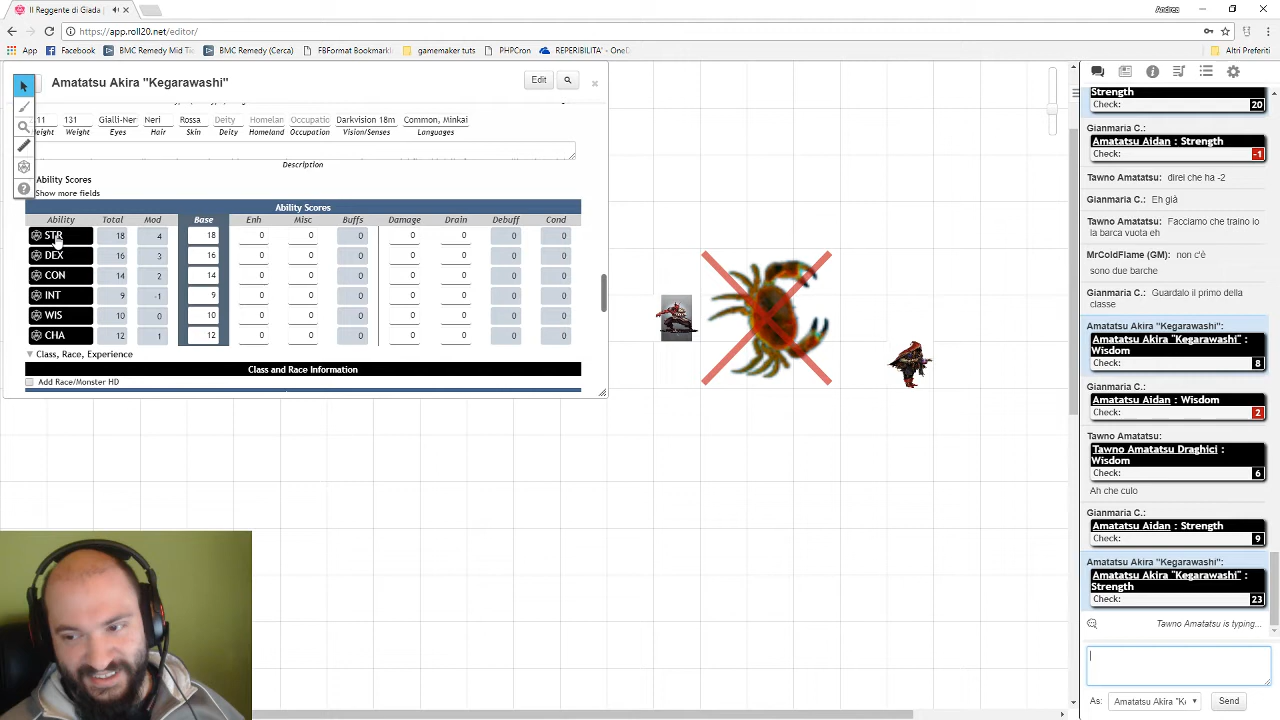 Il Reggente di Giada
Andrea
https://app.roll20.net/editor/
App
Facebook
BMC Remedy Mid Tie
BMC Remedy (Cerca)
FBFormat Bookmarkl
gamemaker tuts
PHPCron
REPERIBILITA' - OneD
Altri Preferiti
Amatatsu Akira "Kegarawashi"
Edit
11 131 Gialli-Ner Neri Rossa Deity Homelan Occupatio Darkvision 18m Common, Minkai
Weight Eyes Hair Skin Deity Homeland Occupation Vision/Senses Languages
Description
Ability Scores
Show more fields
Ability Scores
Ability Total Mod Base Enh Misc Buffs Damage Drain Debuff Cond
STR 18 4 18 0 0 0 0 0 0 0
DEX 16 3 16 0 0 0 0 0 0 0
CON 14 2 14 0 0 0 0 0 0 0
INT 9 -1 9 0 0 0 0 0 0 0
WIS 10 0 10 0 0 0 0 0 0 0
CHA 12 1 12 0 0 0 0 0 0 0
Class, Race, Experience
Class and Race Information
Add Race/Monster HD
Strength
Check: 20
Gianmaria C.:
Amatatsu Aidan : Strength
Check: -1
Tawno Amatatsu: direi che ha -2
Gianmaria C.: Eh già
Tawno Amatatsu: Facciamo che traino io
la barca vuota eh
MrColdFlame (GM): non c'è
sono due barche
Gianmaria C.: Guardalo il primo della
classe
Amatatsu Akira "Kegarawashi":
Amatatsu Akira "Kegarawashi" :
Wisdom
Check: 8
Gianmaria C.:
Amatatsu Aidan : Wisdom
Check: 2
Tawno Amatatsu:
Tawno Amatatsu Draghici :
Wisdom
Check: 6
Ah che culo
Gianmaria C.:
Amatatsu Aidan : Strength
Check: 9
Amatatsu Akira "Kegarawashi":
Amatatsu Akira "Kegarawashi" :
Strength
Check: 23
Tawno Amatatsu is typing...
As: Amatatsu Akira "Ke
Send